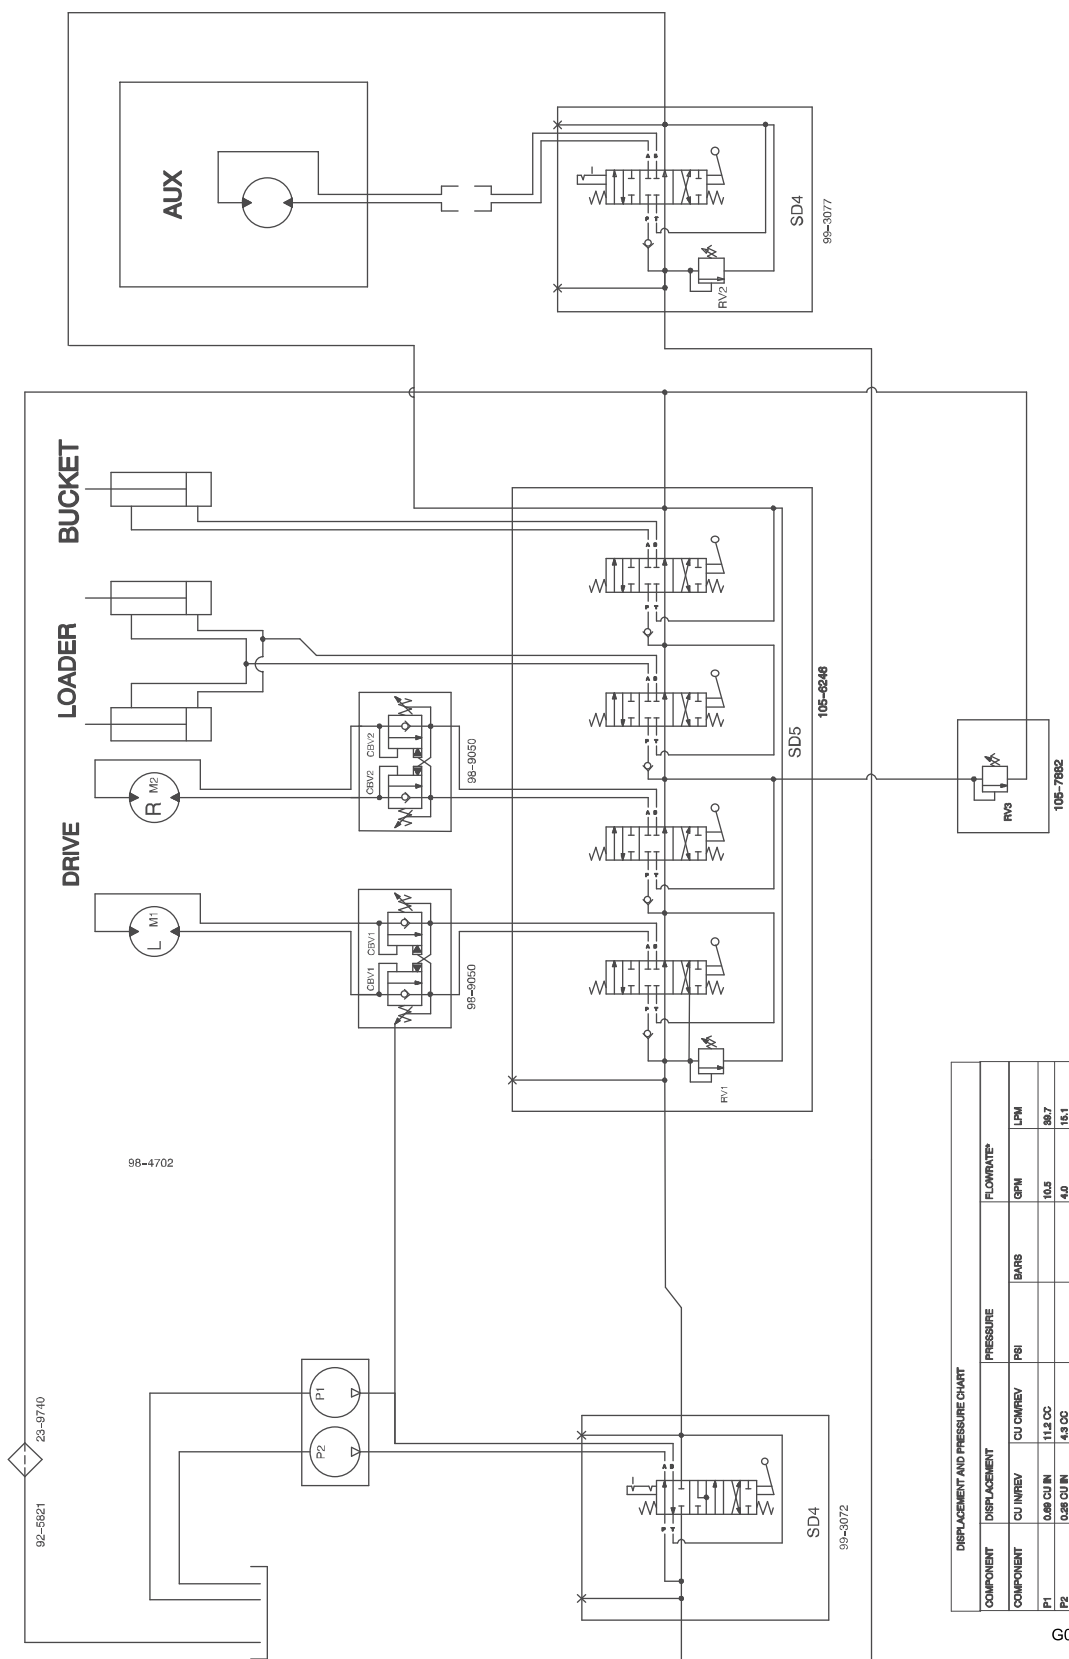 AUX
A B
P T
SD4
99-3077
RV2
BUCKET
LOADER
DRIVE
R M2
L M1
CBV2
CBV2
98-9050
CBV1
CBV1
98-9050
A B
P T
A B
P T
A B
P T
A B
P T
SD5
105-6246
RV1
RV3
105-7882
98-4702
23-9740
92-5821
P1
P2
A B
P T
SD4
99-3072
DISPLACEMENT AND PRESSURE CHART
COMPONENT DISPLACEMENT PRESSURE FLOWRATE*
COMPONENT CU IN/REV CU CM/REV PSI BARS GPM LPM
P1 0.69 CU IN 11.2 CC 10.5 39.7
P2 0.26 CU IN 4.3 CC 4.0 15.1